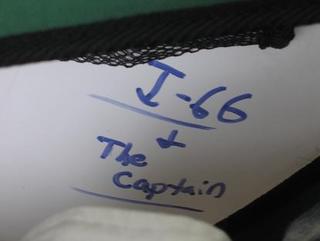 J-66
+
The
Captain